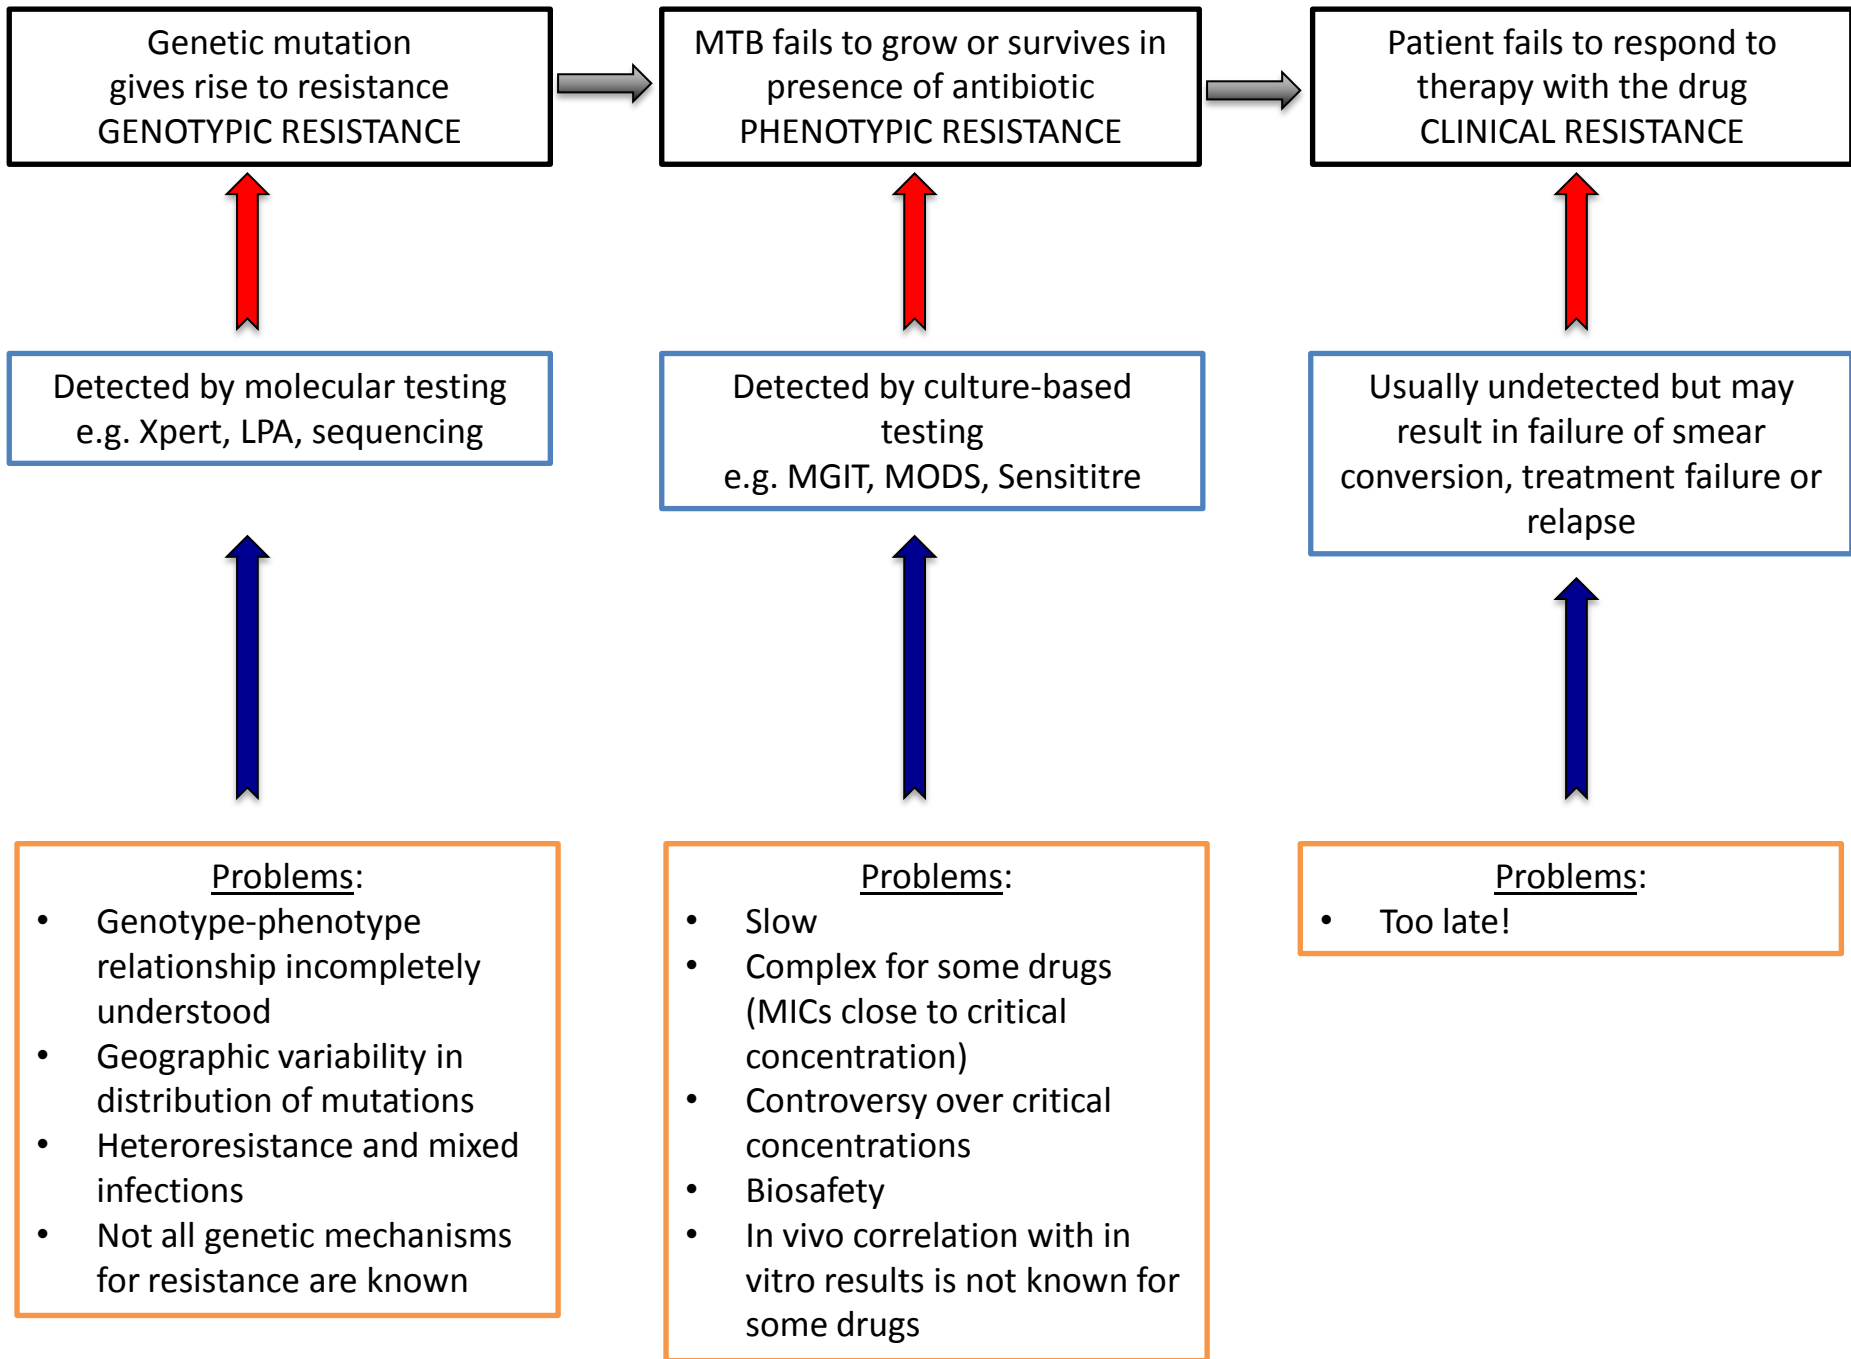 Genetic mutation
gives rise to resistance
GENOTYPIC RESISTANCE
MTB fails to grow or survives in
presence of antibiotic
PHENOTYPIC RESISTANCE
Patient fails to respond to
therapy with the drug
CLINICAL RESISTANCE
Detected by molecular testing
e.g. Xpert, LPA, sequencing
Detected by culture-based
testing
e.g. MGIT, MODS, Sensititre
Usually undetected but may
result in failure of smear
conversion, treatment failure or
relapse
Problems:
• Genotype-phenotype
relationship incompletely
understood
• Geographic variability in
distribution of mutations
• Heteroresistance and mixed
infections
• Not all genetic mechanisms
for resistance are known
Problems:
• Slow
• Complex for some drugs
(MICs close to critical
concentration)
• Controversy over critical
concentrations
• Biosafety
• In vivo correlation with in
vitro results is not known for
some drugs
Problems:
• Too late!